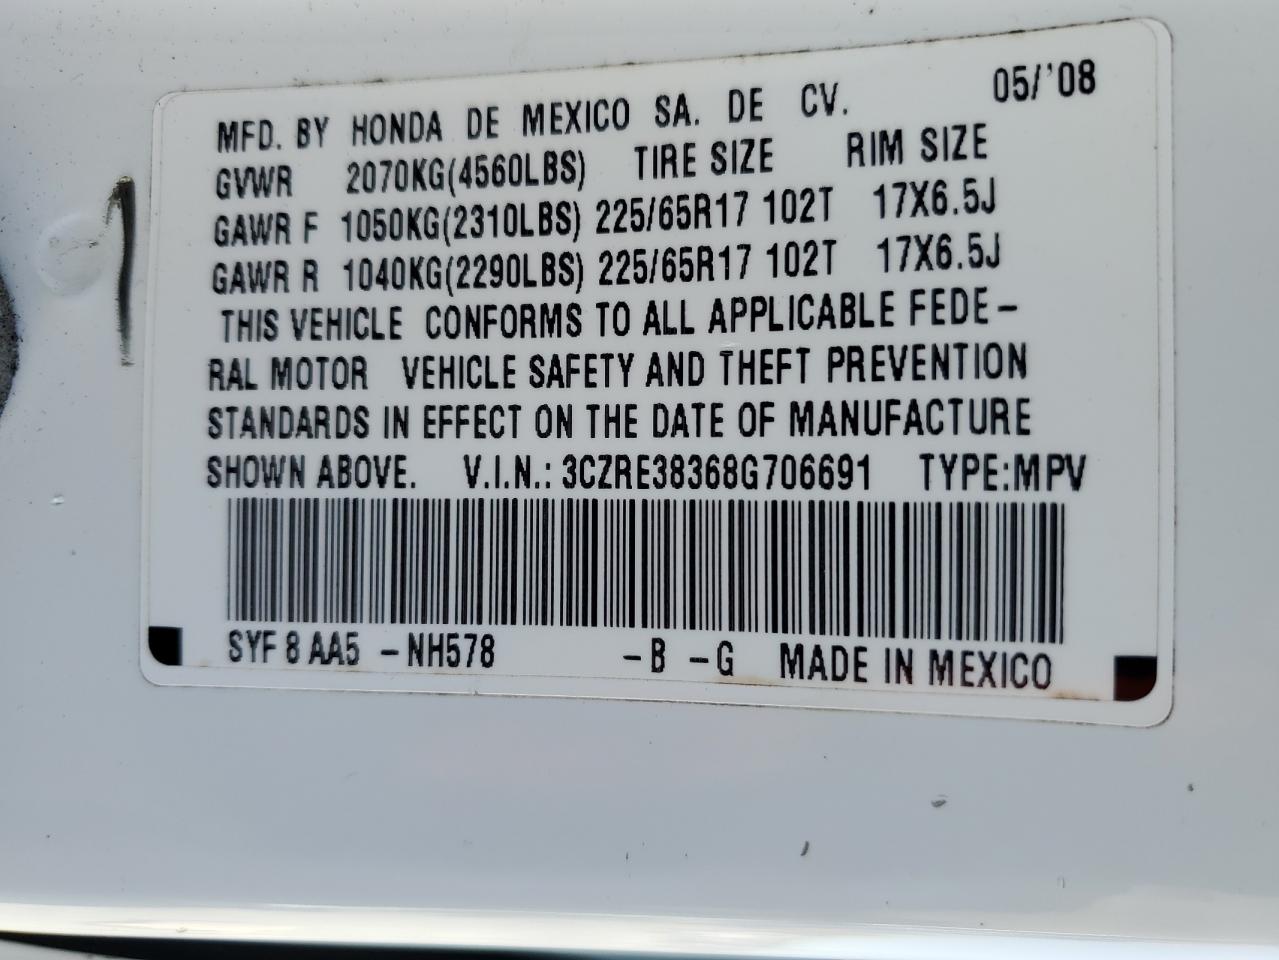 MFD. BY HONDA DE MEXICO SA. DE CV. 05/'08
GVWR 2070KG(4560LBS) TIRE SIZE RIM SIZE
GAWR F 1050KG(2310LBS) 225/65R17 102T 17X6.5J
GAWR R 1040KG(2290LBS) 225/65R17 102T 17X6.5J
THIS VEHICLE CONFORMS TO ALL APPLICABLE FEDE-
RAL MOTOR VEHICLE SAFETY AND THEFT PREVENTION
STANDARDS IN EFFECT ON THE DATE OF MANUFACTURE
SHOWN ABOVE. V.I.N.: 3CZRE38368G706691 TYPE:MPV
SYF 8 AA5 -NH578 -B -G MADE IN MEXICO